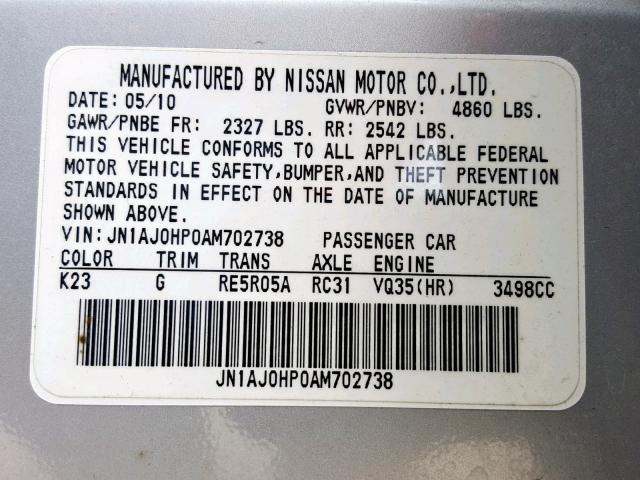 MANUFACTURED BY NISSAN MOTOR CO.,LTD.
DATE: 05/10 GVWR/PNBV: 4860 LBS.
GAWR/PNBE FR: 2327 LBS. RR: 2542 LBS.
THIS VEHICLE CONFORMS TO ALL APPLICABLE FEDERAL
MOTOR VEHICLE SAFETY,BUMPER,AND THEFT PREVENTION
STANDARDS IN EFFECT ON THE DATE OF MANUFACTURE
SHOWN ABOVE.
VIN:JN1AJ0HP0AM702738 PASSENGER CAR
COLOR TRIM TRANS AXLE ENGINE
K23 G RE5R05A RC31 VQ35(HR) 3498CC
JN1AJ0HP0AM702738